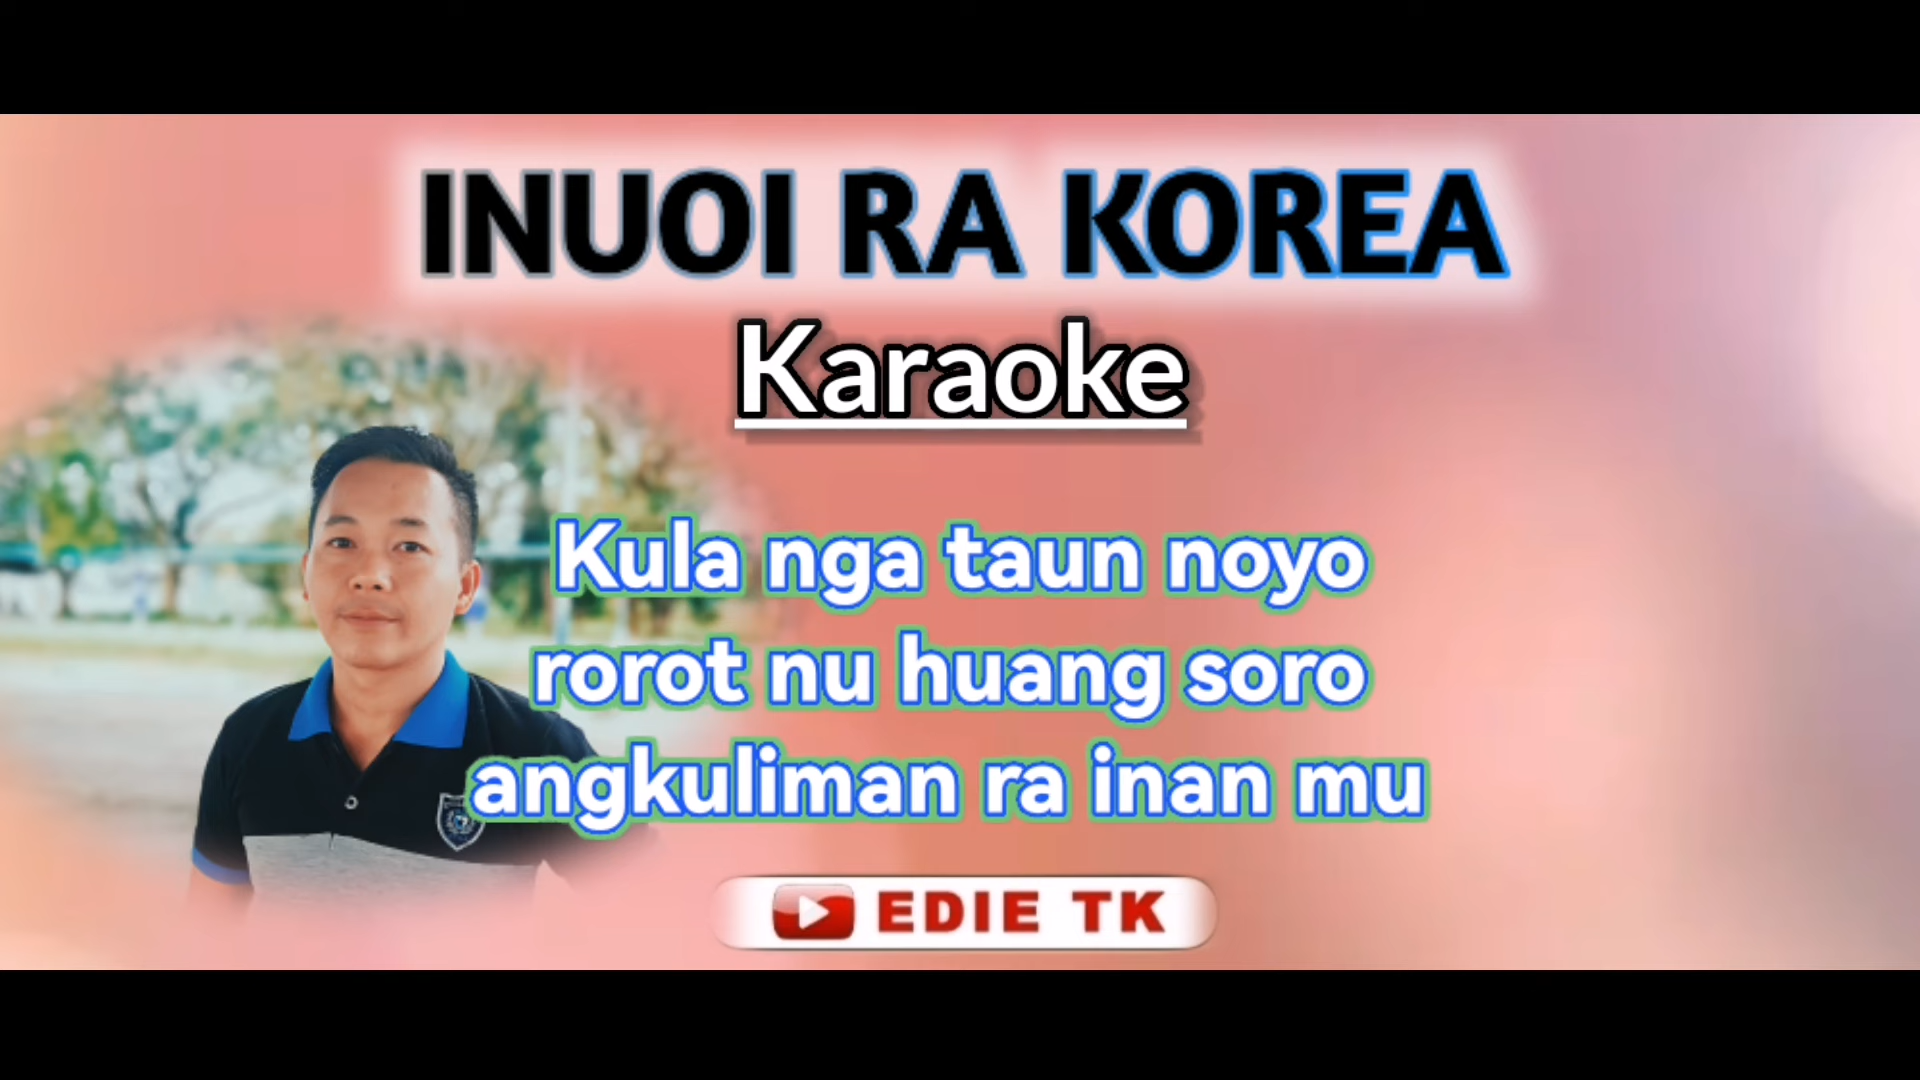 INUOI RA KOREA
Karaoke
Kula nga taun noyo
rorot nu huang soro
angkuliman ra inan mu
EDIE TK